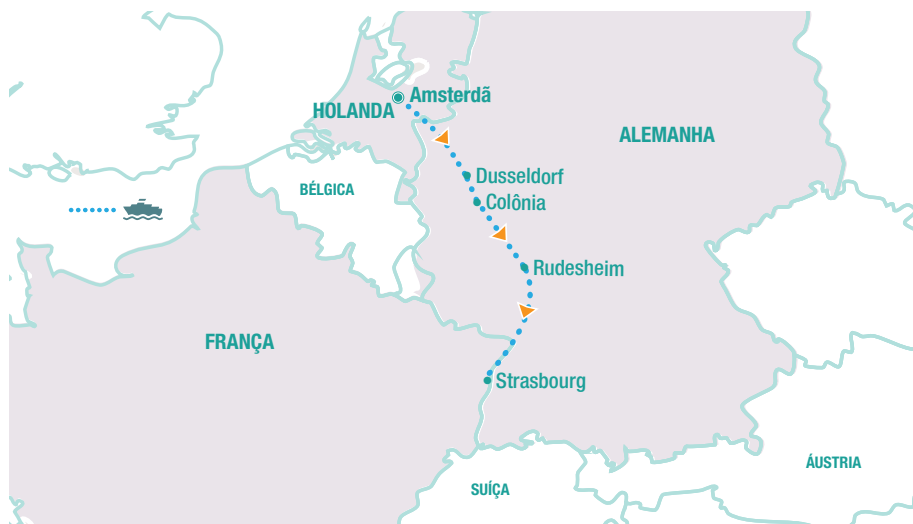 Amsterdã
HOLANDA
ALEMANHA
Dusseldorf
BÉLGICA
Colônia
Rudesheim
FRANÇA
Strasbourg
ÁUSTRIA
SUÍÇA